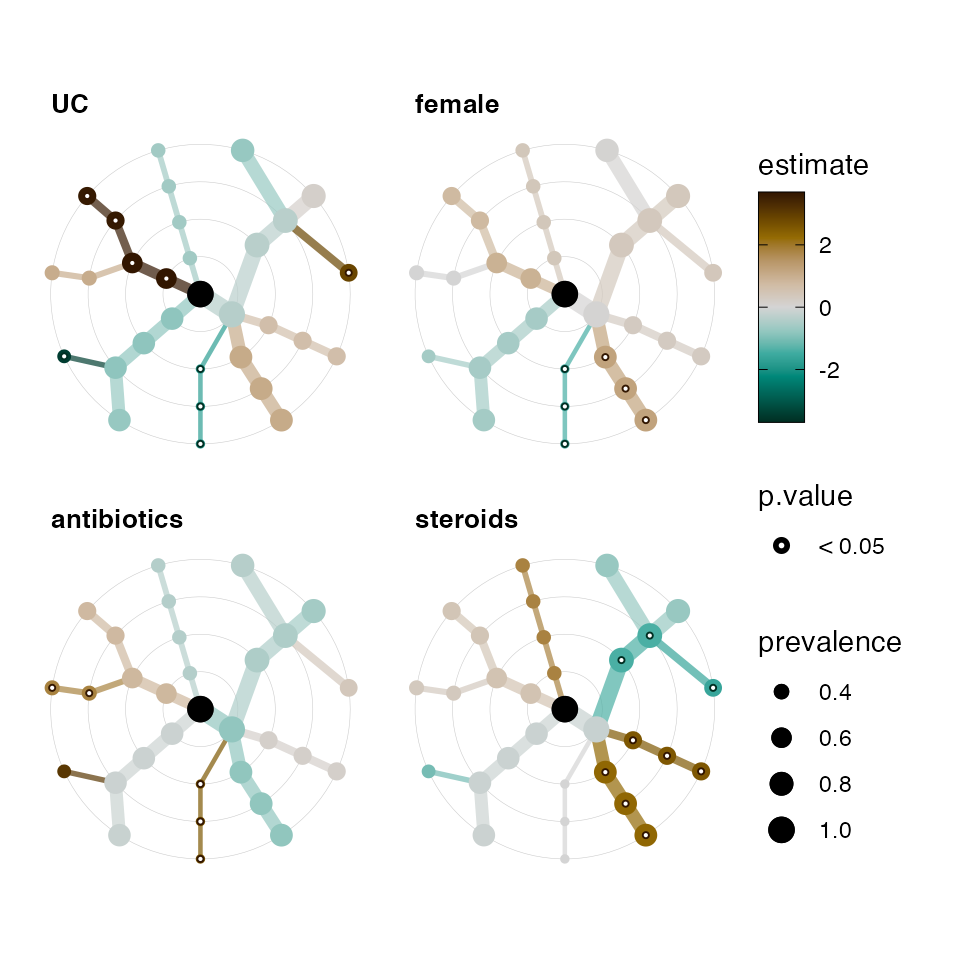 UC
female
estimate
2
0
-2
p.value
< 0.05
antibiotics
steroids
prevalence
0.4
0.6
0.8
1.0